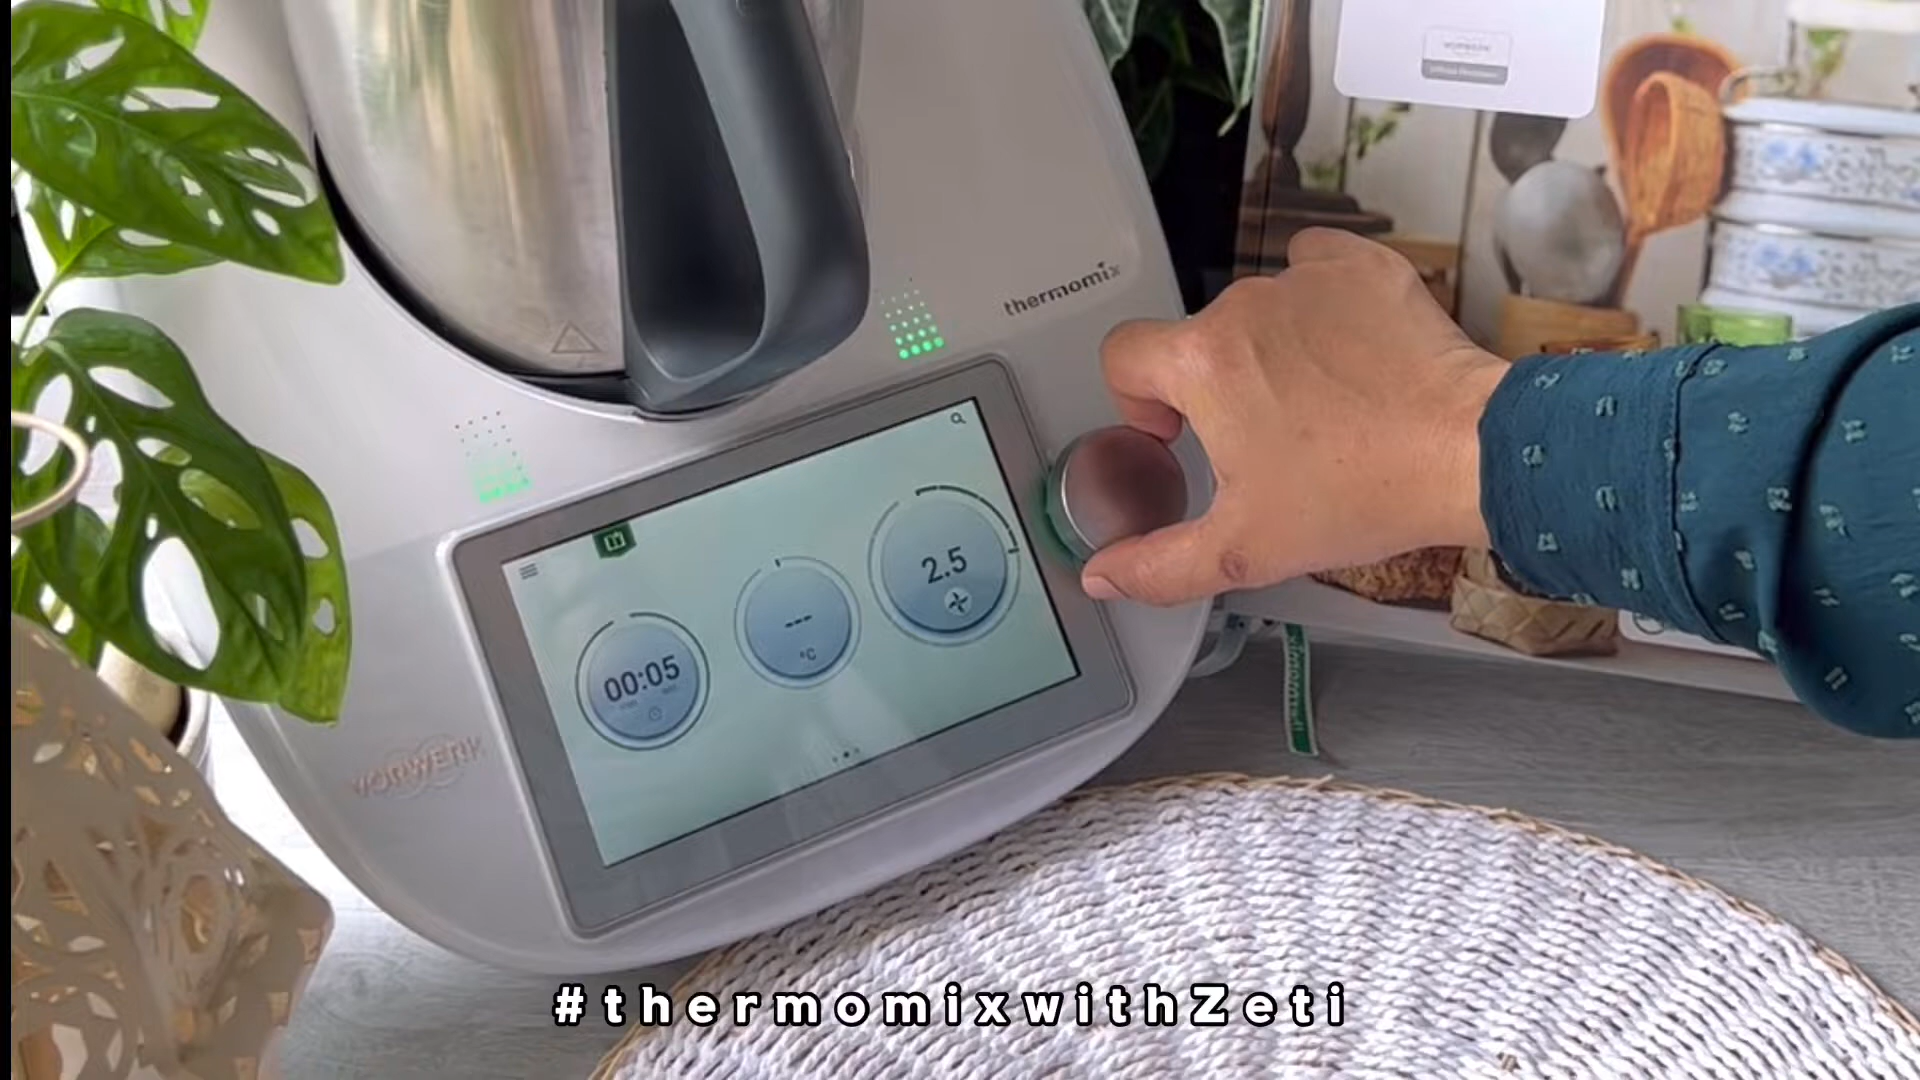 thermomix
2.5
---
°C
00:05
VORWERK
#thermomixwithZeti